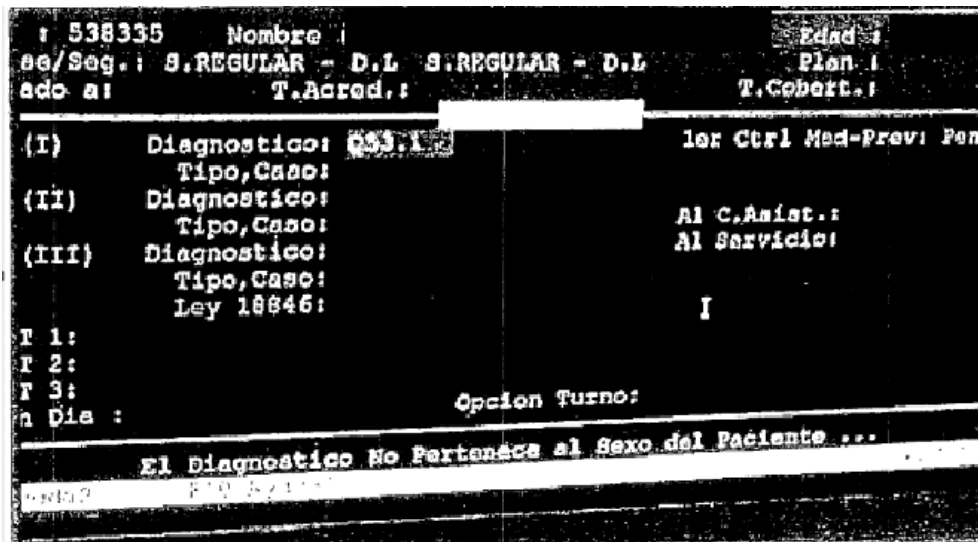 : 538335 Nombre : Edad :
se/Seg.: S.REGULAR - D.L S.REGULAR - D.L Plan :
ado a: T.Acred.: T.Cobert.:
(I) Diagnostico: 1er Ctrl Med-Prev: Pen
Tipo,Caso:
(II) Diagnostico:
Tipo,Caso: Al C.Asist.:
(III) Diagnostico: Al Servicio:
Tipo,Caso:
Ley 18846:
T 1:
T 2:
T 3:
n Dia : Opcion Turno:
El Diagnostico No Pertenece al Sexo del Paciente ...